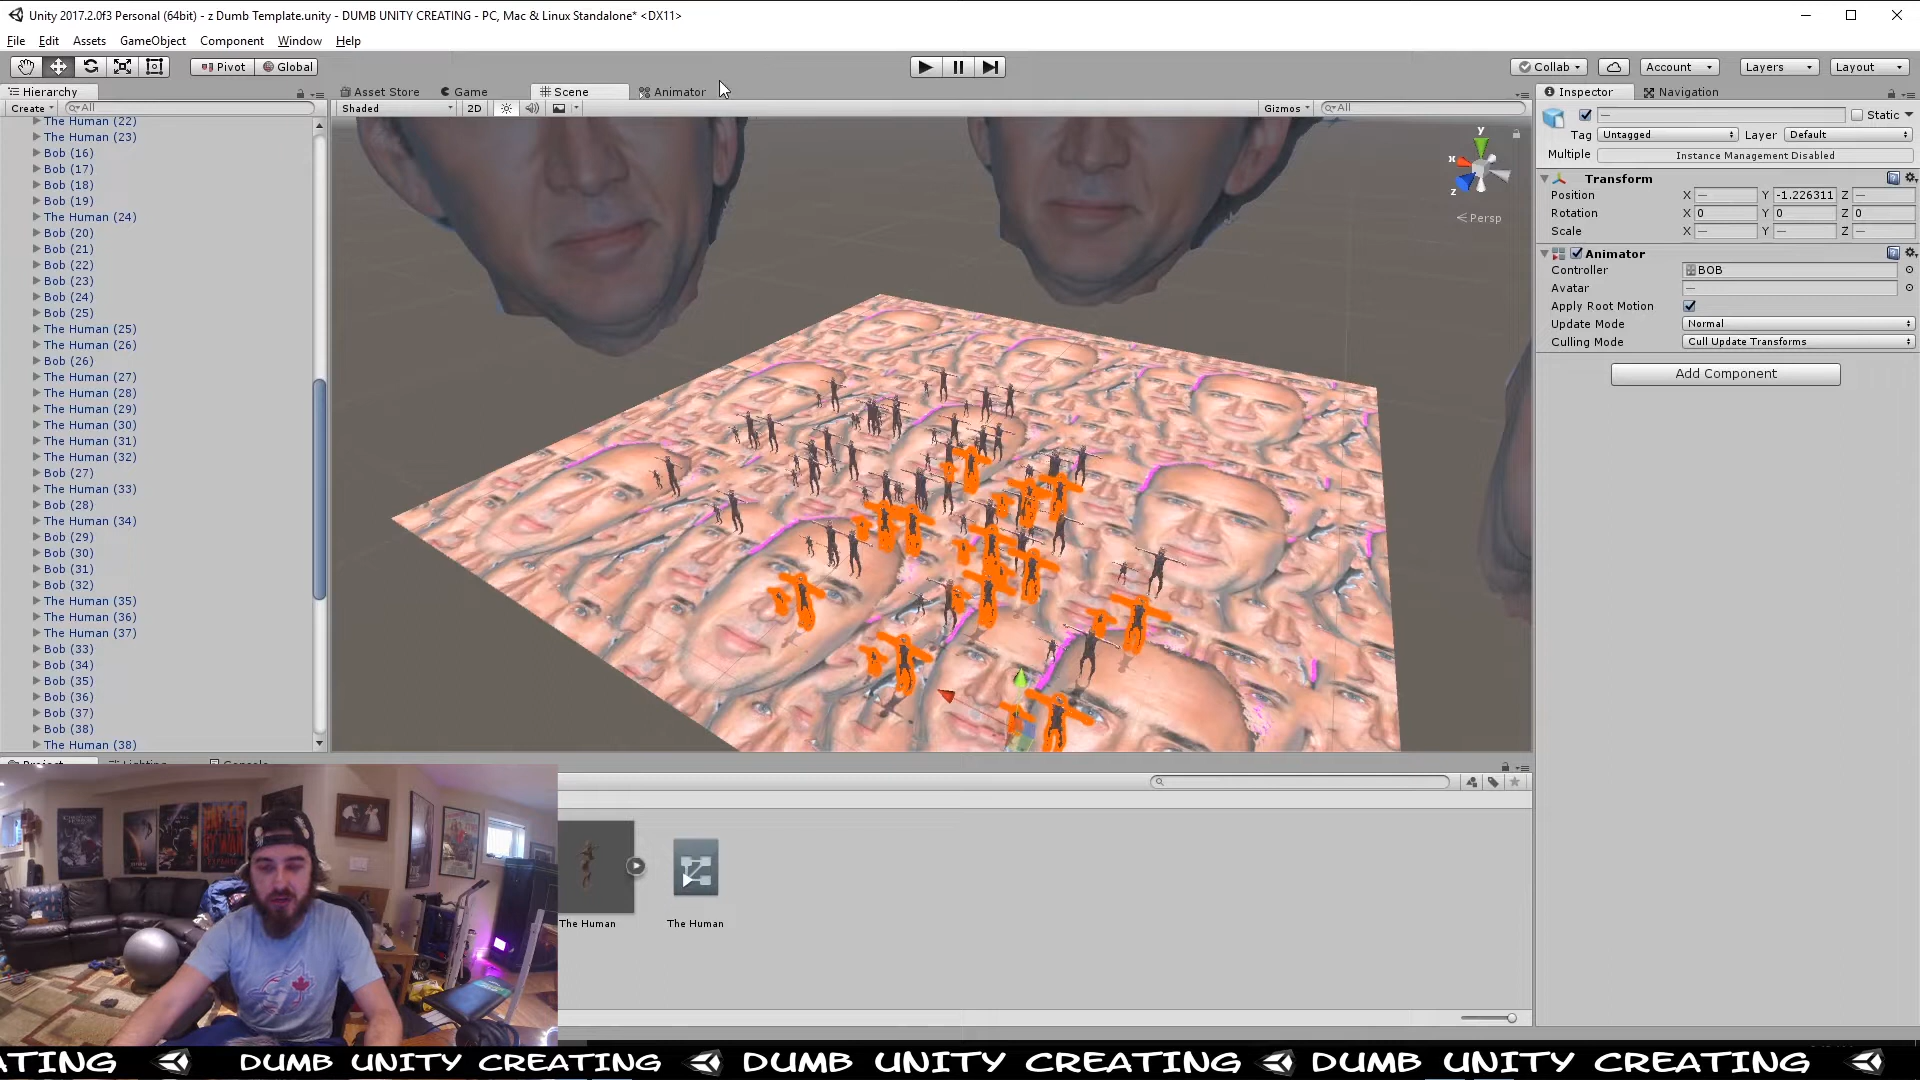 Unity 2017.2.0f3 Personal (64bit) - z Dumb Template.unity - DUMB UNITY CREATING - PC, Mac & Linux Standalone* <DX11>
File Edit Assets GameObject Component Window Help
Pivot Global Collab Account Layers Layout
Hierarchy
Create All
The Human (22)
The Human (23)
Bob (16)
Bob (17)
Bob (18)
Bob (19)
The Human (24)
Bob (20)
Bob (21)
Bob (22)
Bob (23)
Bob (24)
Bob (25)
The Human (25)
The Human (26)
Bob (26)
The Human (27)
The Human (28)
The Human (29)
The Human (30)
The Human (31)
The Human (32)
Bob (27)
The Human (33)
Bob (28)
The Human (34)
Bob (29)
Bob (30)
Bob (31)
Bob (32)
The Human (35)
The Human (36)
The Human (37)
Bob (33)
Bob (34)
Bob (35)
Bob (36)
Bob (37)
Bob (38)
The Human (38)
Asset Store Game Scene Animator
Shaded 2D Gizmos All
y
x
z
Persp
Inspector Navigation
— Static
Tag Untagged Layer Default
Multiple Instance Management Disabled
Transform
Position X — Y -1.226311 Z —
Rotation X 0 Y 0 Z 0
Scale X — Y — Z —
Animator
Controller BOB
Avatar —
Apply Root Motion
Update Mode Normal
Culling Mode Cull Update Transforms
Add Component
Project Lighting Console
The Human The Human
ATING DUMB UNITY CREATING DUMB UNITY CREATING DUMB UNITY CREATING